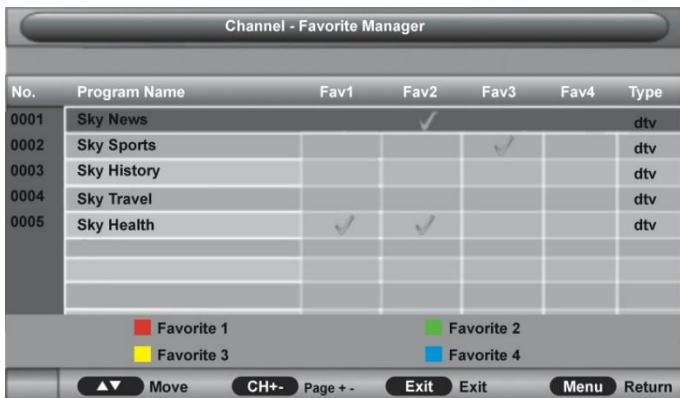 Channel - Favorite Manager
No. Program Name Fav1 Fav2 Fav3 Fav4 Type
0001 Sky News dtv
0002 Sky Sports dtv
0003 Sky History dtv
0004 Sky Travel dtv
0005 Sky Health dtv
Favorite 1 Favorite 2
Favorite 3 Favorite 4
▲▼ Move CH+- Page + - Exit Exit Menu Return